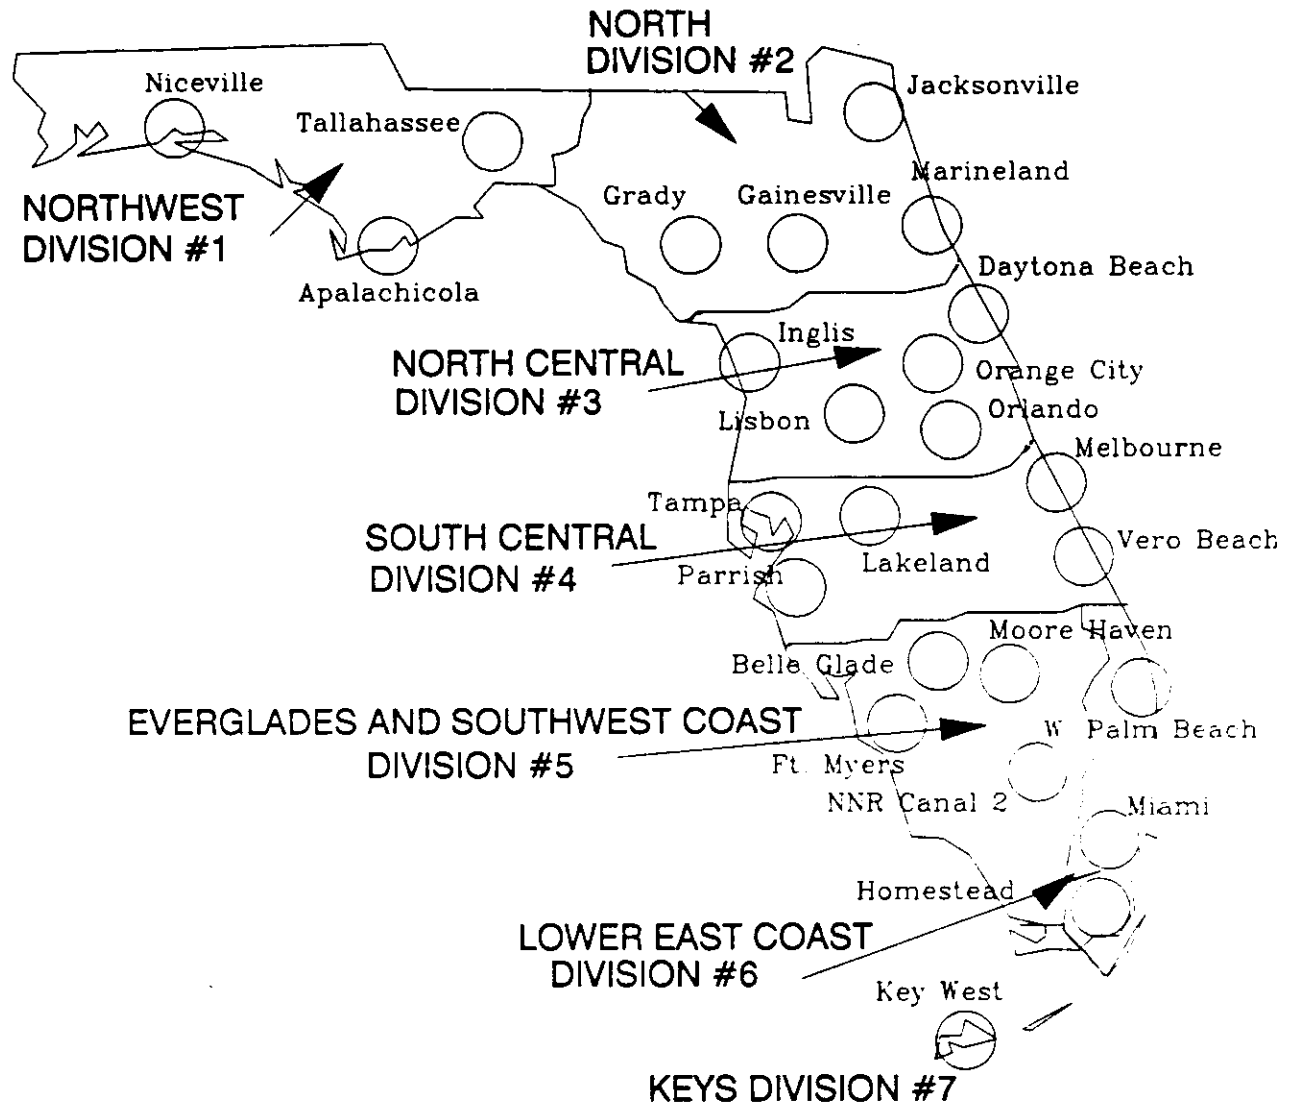 NORTH
DIVISION #2
Niceville
Jacksonville
Tallahassee
Marineland
NORTHWEST
DIVISION #1
Grady
Gainesville
Apalachicola
Daytona Beach
Inglis
NORTH CENTRAL
DIVISION #3
Orange City
Lisbon
Orlando
Melbourne
Tampa
SOUTH CENTRAL
DIVISION #4
Vero Beach
Lakeland
Parrish
Moore Haven
Belle Glade
EVERGLADES AND SOUTHWEST COAST
DIVISION #5
W Palm Beach
Ft. Myers
NNR Canal 2
Miami
Homestead
LOWER EAST COAST
DIVISION #6
Key West
KEYS DIVISION #7